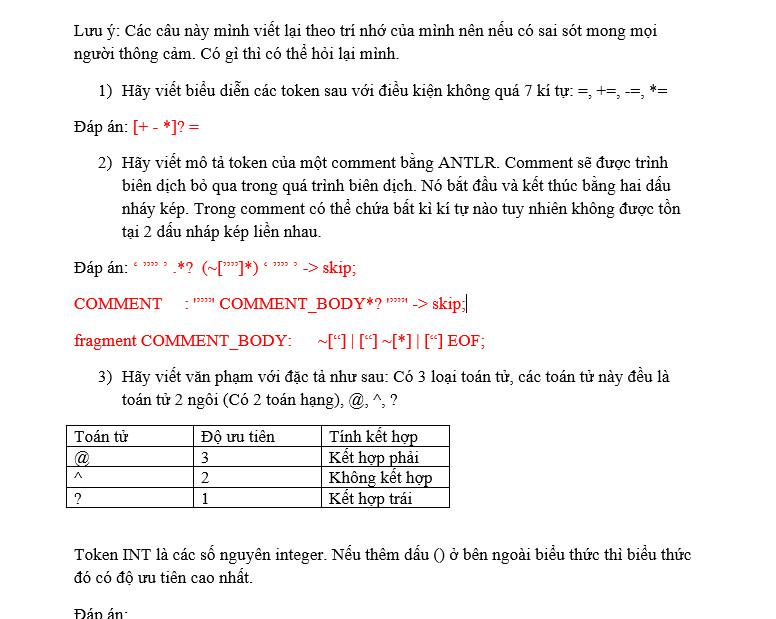 Lưu ý: Các câu này mình viết lại theo trí nhớ của mình nên nếu có sai sót mong mọi
người thông cảm. Có gì thì có thể hỏi lại mình.
1) Hãy viết biểu diễn các token sau với điều kiện không quá 7 kí tự: =, +=, -=, *=
Đáp án: [+ - *]? =
2) Hãy viết mô tả token của một comment bằng ANTLR. Comment sẽ được trình
biên dịch bỏ qua trong quá trình biên dịch. Nó bắt đầu và kết thúc bằng hai dấu
nháy kép. Trong comment có thể chứa bất kì kí tự nào tuy nhiên không được tồn
tại 2 dấu nháp kép liền nhau.
Đáp án: ‘ ”” ’ .*? (~[””]*) ‘ ”” ’ -> skip;
COMMENT : '””' COMMENT_BODY*? '””' -> skip;
fragment COMMENT_BODY: ~[“] | [“] ~[*] | [“] EOF;
3) Hãy viết văn phạm với đặc tả như sau: Có 3 loại toán tử, các toán tử này đều là
toán tử 2 ngôi (Có 2 toán hạng), @, ^, ?
Toán tử Độ ưu tiên Tính kết hợp
@ 3 Kết hợp phải
^ 2 Không kết hợp
? 1 Kết hợp trái
Token INT là các số nguyên integer. Nếu thêm dấu () ở bên ngoài biểu thức thì biểu thức
đó có độ ưu tiên cao nhất.
Đáp án: